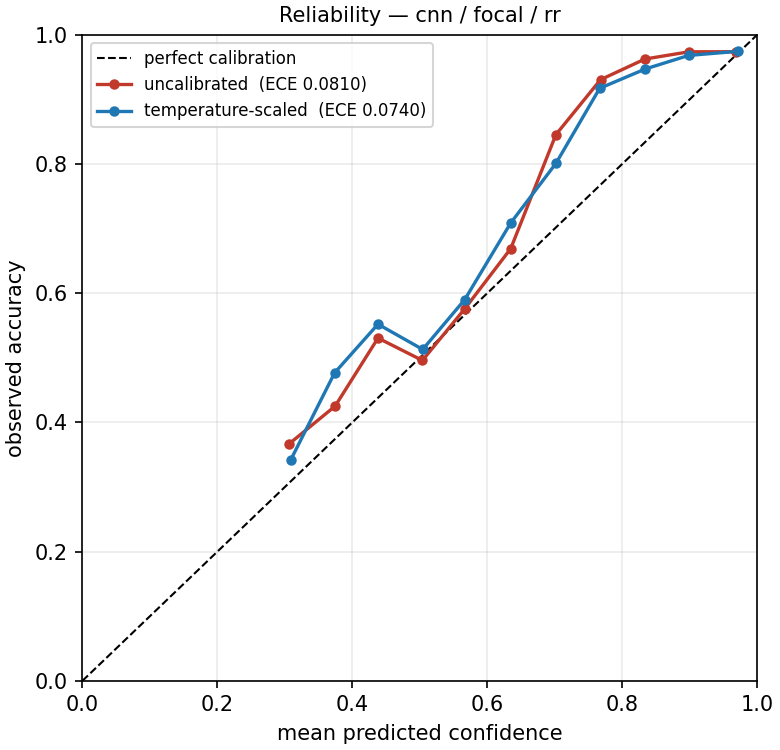 Reliability — cnn / focal / rr
perfect calibration
uncalibrated (ECE 0.0810)
temperature-scaled (ECE 0.0740)
1.0
0.8
0.6
0.4
0.2
0.0
observed accuracy
0.0 0.2 0.4 0.6 0.8 1.0
mean predicted confidence